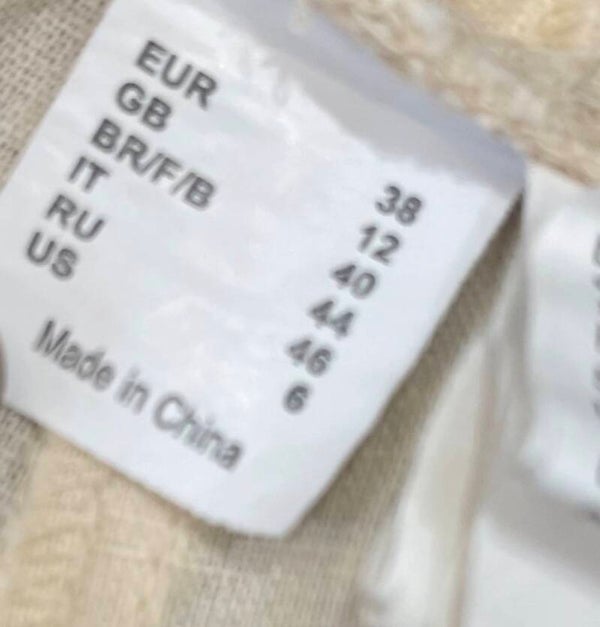 EUR 38
GB 12
BR/F/B 40
IT 44
RU 46
US 6
Made in China